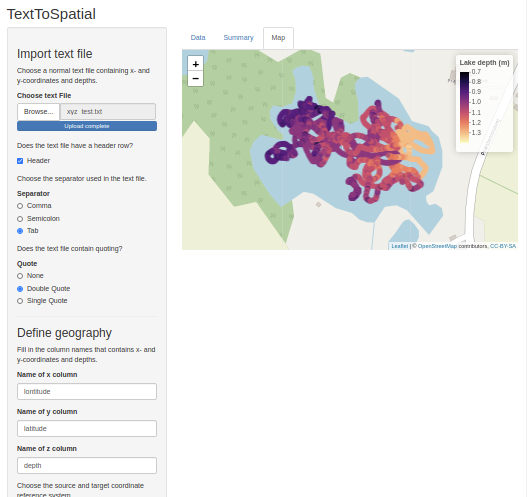 TextToSpatial
Import text file
Choose a normal text file containing x- and
y-coordinates and depths.
Choose text File
Browse... xyz test.txt
Upload complete
Does the text file have a header row?
Header
Choose the separator used in the text file.
Separator
Comma
Semicolon
Tab
Does the text file contain quoting?
Quote
None
Double Quote
Single Quote
Define geography
Fill in the column names that contains x- and
y-coordinates and depths.
Name of x column
lontitude
Name of y column
latitude
Name of z column
depth
Choose the source and target coordinate
reference system.
Data Summary Map
+
−
Lake depth (m)
0.7
0.8
0.9
1.0
1.1
1.2
1.3
Leaflet | © OpenStreetMap contributors, CC-BY-SA